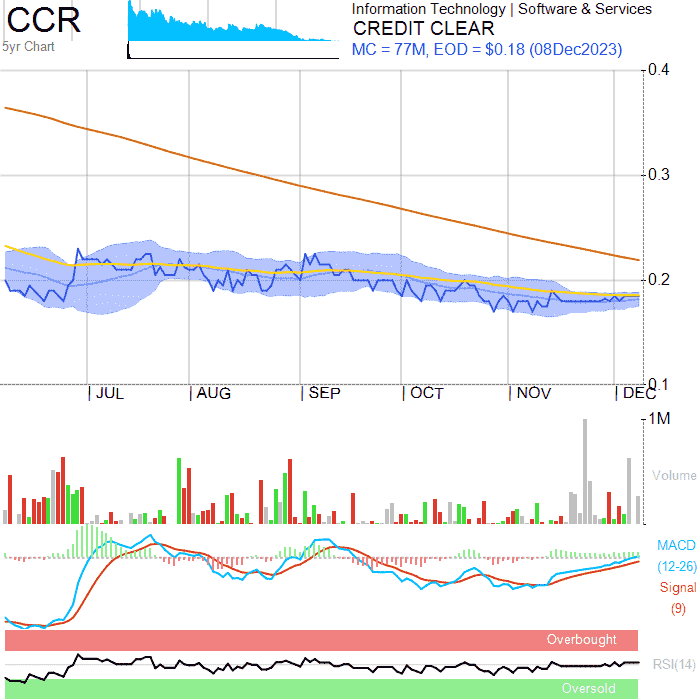 CCR
5yr Chart
Information Technology | Software & Services
CREDIT CLEAR
MC = 77M, EOD = $0.18 (08Dec2023)
0.4
0.3
0.2
0.1
JUL AUG SEP OCT NOV DEC
1M
Volume
MACD
(12-26)
Signal
(9)
Overbought
RSI(14)
Oversold